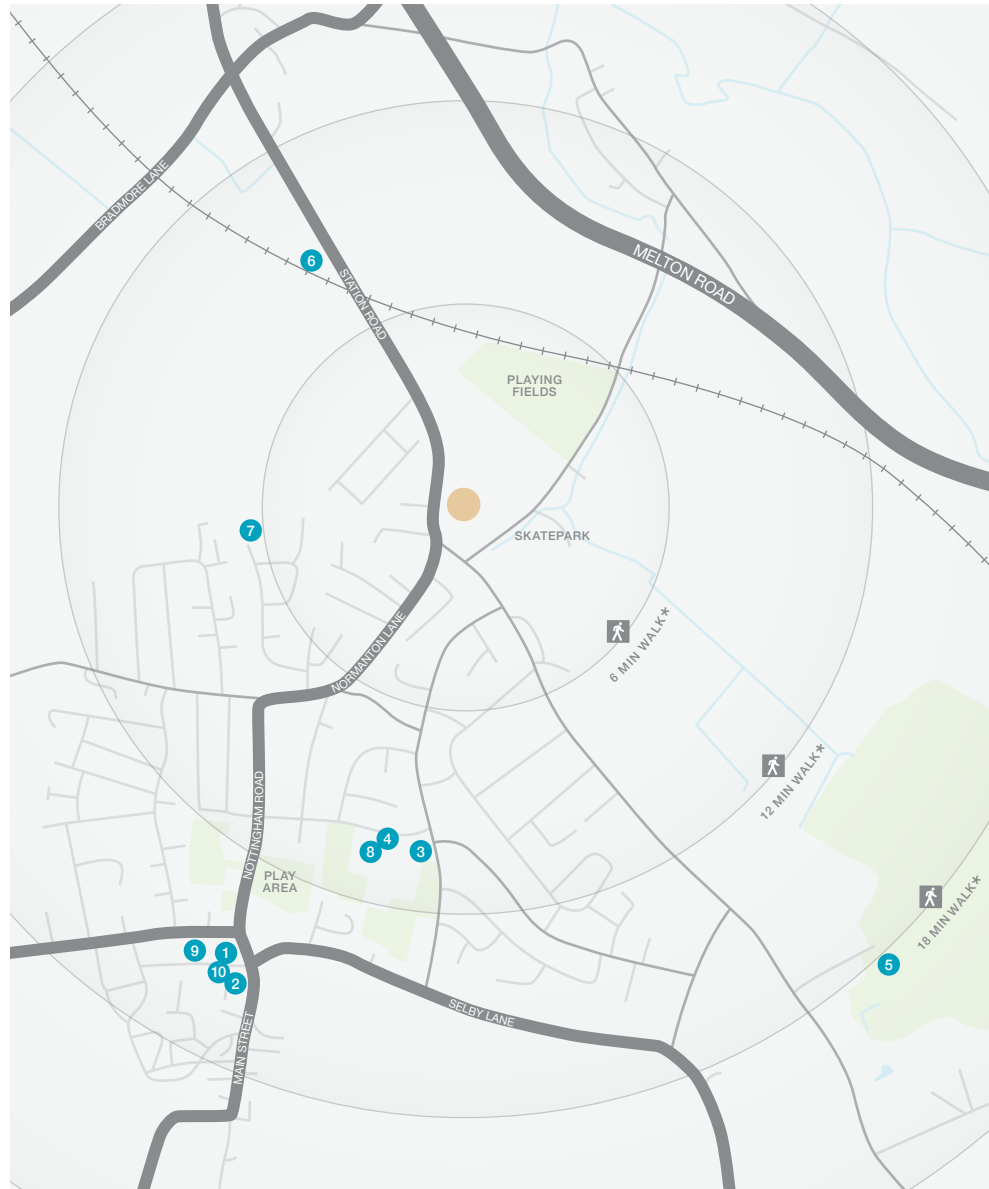 BRADMORE LANE
6
STATION ROAD
MELTON ROAD
PLAYING
FIELDS
7
SKATEPARK
NORMANTON LANE
6 MIN WALK*
12 MIN WALK*
NOTTINGHAM ROAD
4
8
3
PLAY
AREA
18 MIN WALK*
9
1
5
10
2
SELBY LANE
MAIN STREET